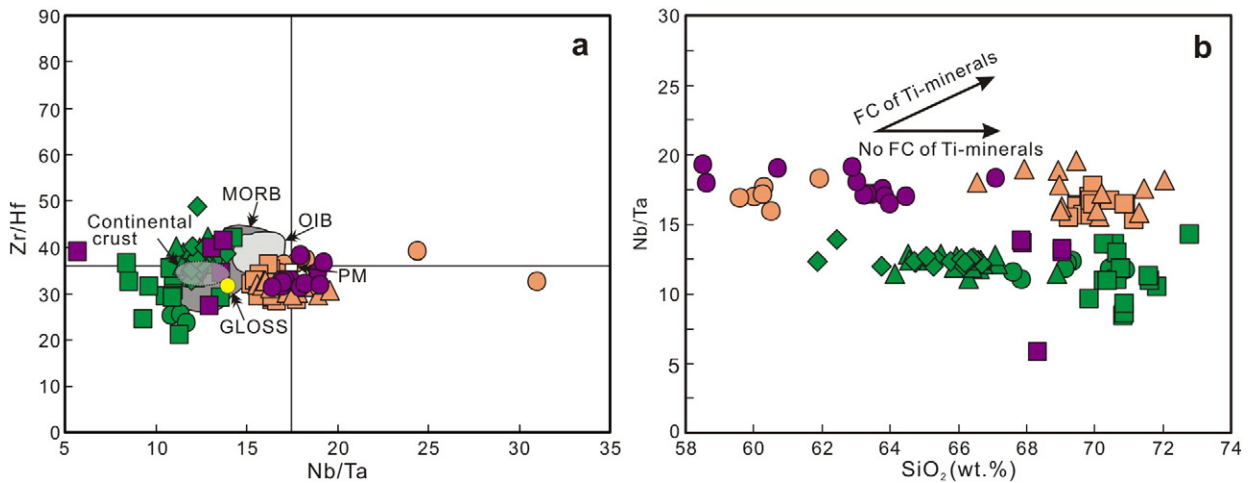 a
90
80
70
60
50
40
30
20
10
0
Zr/Hf
5
10
15
20
25
30
35
Nb/Ta
MORB
OIB
Continental
crust
PM
GLOSS
b
30
25
20
15
10
5
0
Nb/Ta
58
60
62
64
66
68
70
72
74
SiO₂(wt.%)
FC of Ti-minerals
No FC of Ti-minerals